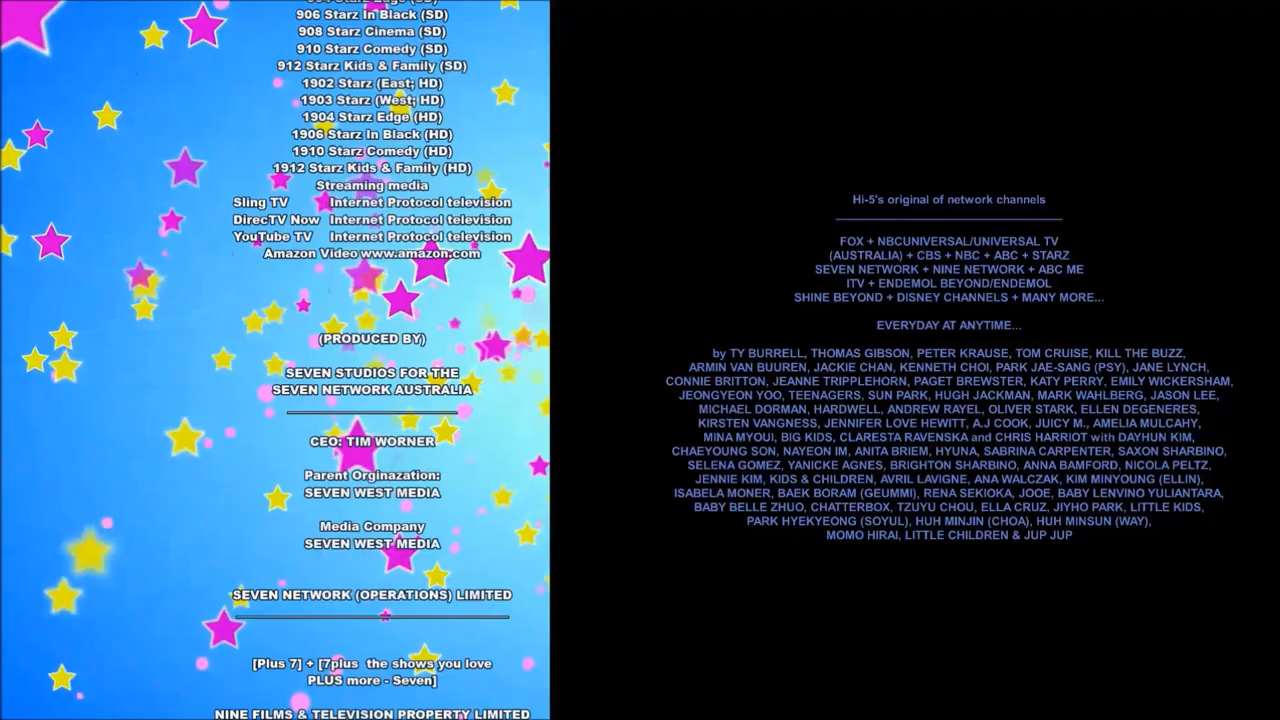 906 Starz In Black (SD)
908 Starz Cinema (SD)
910 Starz Comedy (SD)
912 Starz Kids & Family (SD)
1902 Starz (East; HD)
1903 Starz (West; HD)
1904 Starz Edge (HD)
1906 Starz In Black (HD)
1910 Starz Comedy (HD)
1912 Starz Kids & Family (HD)
Streaming media
Sling TV Internet Protocol television
DirecTV Now Internet Protocol television
YouTube TV Internet Protocol television
Amazon Video www.amazon.com
(PRODUCED BY)
SEVEN STUDIOS FOR THE
SEVEN NETWORK AUSTRALIA
CEO: TIM WORNER
Parent Orginazation:
SEVEN WEST MEDIA
Media Company
SEVEN WEST MEDIA
SEVEN NETWORK (OPERATIONS) LIMITED
[Plus 7] + [7plus the shows you love
PLUS more - Seven]
NINE FILMS & TELEVISION PROPERTY LIMITED
Hi-5's original of network channels
FOX + NBCUNIVERSAL/UNIVERSAL TV
(AUSTRALIA) + CBS + NBC + ABC + STARZ
SEVEN NETWORK + NINE NETWORK + ABC ME
ITV + ENDEMOL BEYOND/ENDEMOL
SHINE BEYOND + DISNEY CHANNELS + MANY MORE...
EVERYDAY AT ANYTIME...
by TY BURRELL, THOMAS GIBSON, PETER KRAUSE, TOM CRUISE, KILL THE BUZZ,
ARMIN VAN BUUREN, JACKIE CHAN, KENNETH CHOI, PARK JAE-SANG (PSY), JANE LYNCH,
CONNIE BRITTON, JEANNE TRIPPLEHORN, PAGET BREWSTER, KATY PERRY, EMILY WICKERSHAM,
JEONGYEON YOO, TEENAGERS, SUN PARK, HUGH JACKMAN, MARK WAHLBERG, JASON LEE,
MICHAEL DORMAN, HARDWELL, ANDREW RAYEL, OLIVER STARK, ELLEN DEGENERES,
KIRSTEN VANGNESS, JENNIFER LOVE HEWITT, A.J COOK, JUICY M., AMELIA MULCAHY,
MINA MYOUI, BIG KIDS, CLARESTA RAVENSKA and CHRIS HARRIOT with DAYHUN KIM,
CHAEYOUNG SON, NAYEON IM, ANITA BRIEM, HYUNA, SABRINA CARPENTER, SAXON SHARBINO,
SELENA GOMEZ, YANICKE AGNES, BRIGHTON SHARBINO, ANNA BAMFORD, NICOLA PELTZ,
JENNIE KIM, KIDS & CHILDREN, AVRIL LAVIGNE, ANA WALCZAK, KIM MINYOUNG (ELLIN),
ISABELA MONER, BAEK BORAM (GEUMMI), RENA SEKIOKA, JOOE, BABY LENVINO YULIANTARA,
BABY BELLE ZHUO, CHATTERBOX, TZUYU CHOU, ELLA CRUZ, JIYHO PARK, LITTLE KIDS,
PARK HYEKYEONG (SOYUL), HUH MINJIN (CHOA), HUH MINSUN (WAY),
MOMO HIRAI, LITTLE CHILDREN & JUP JUP